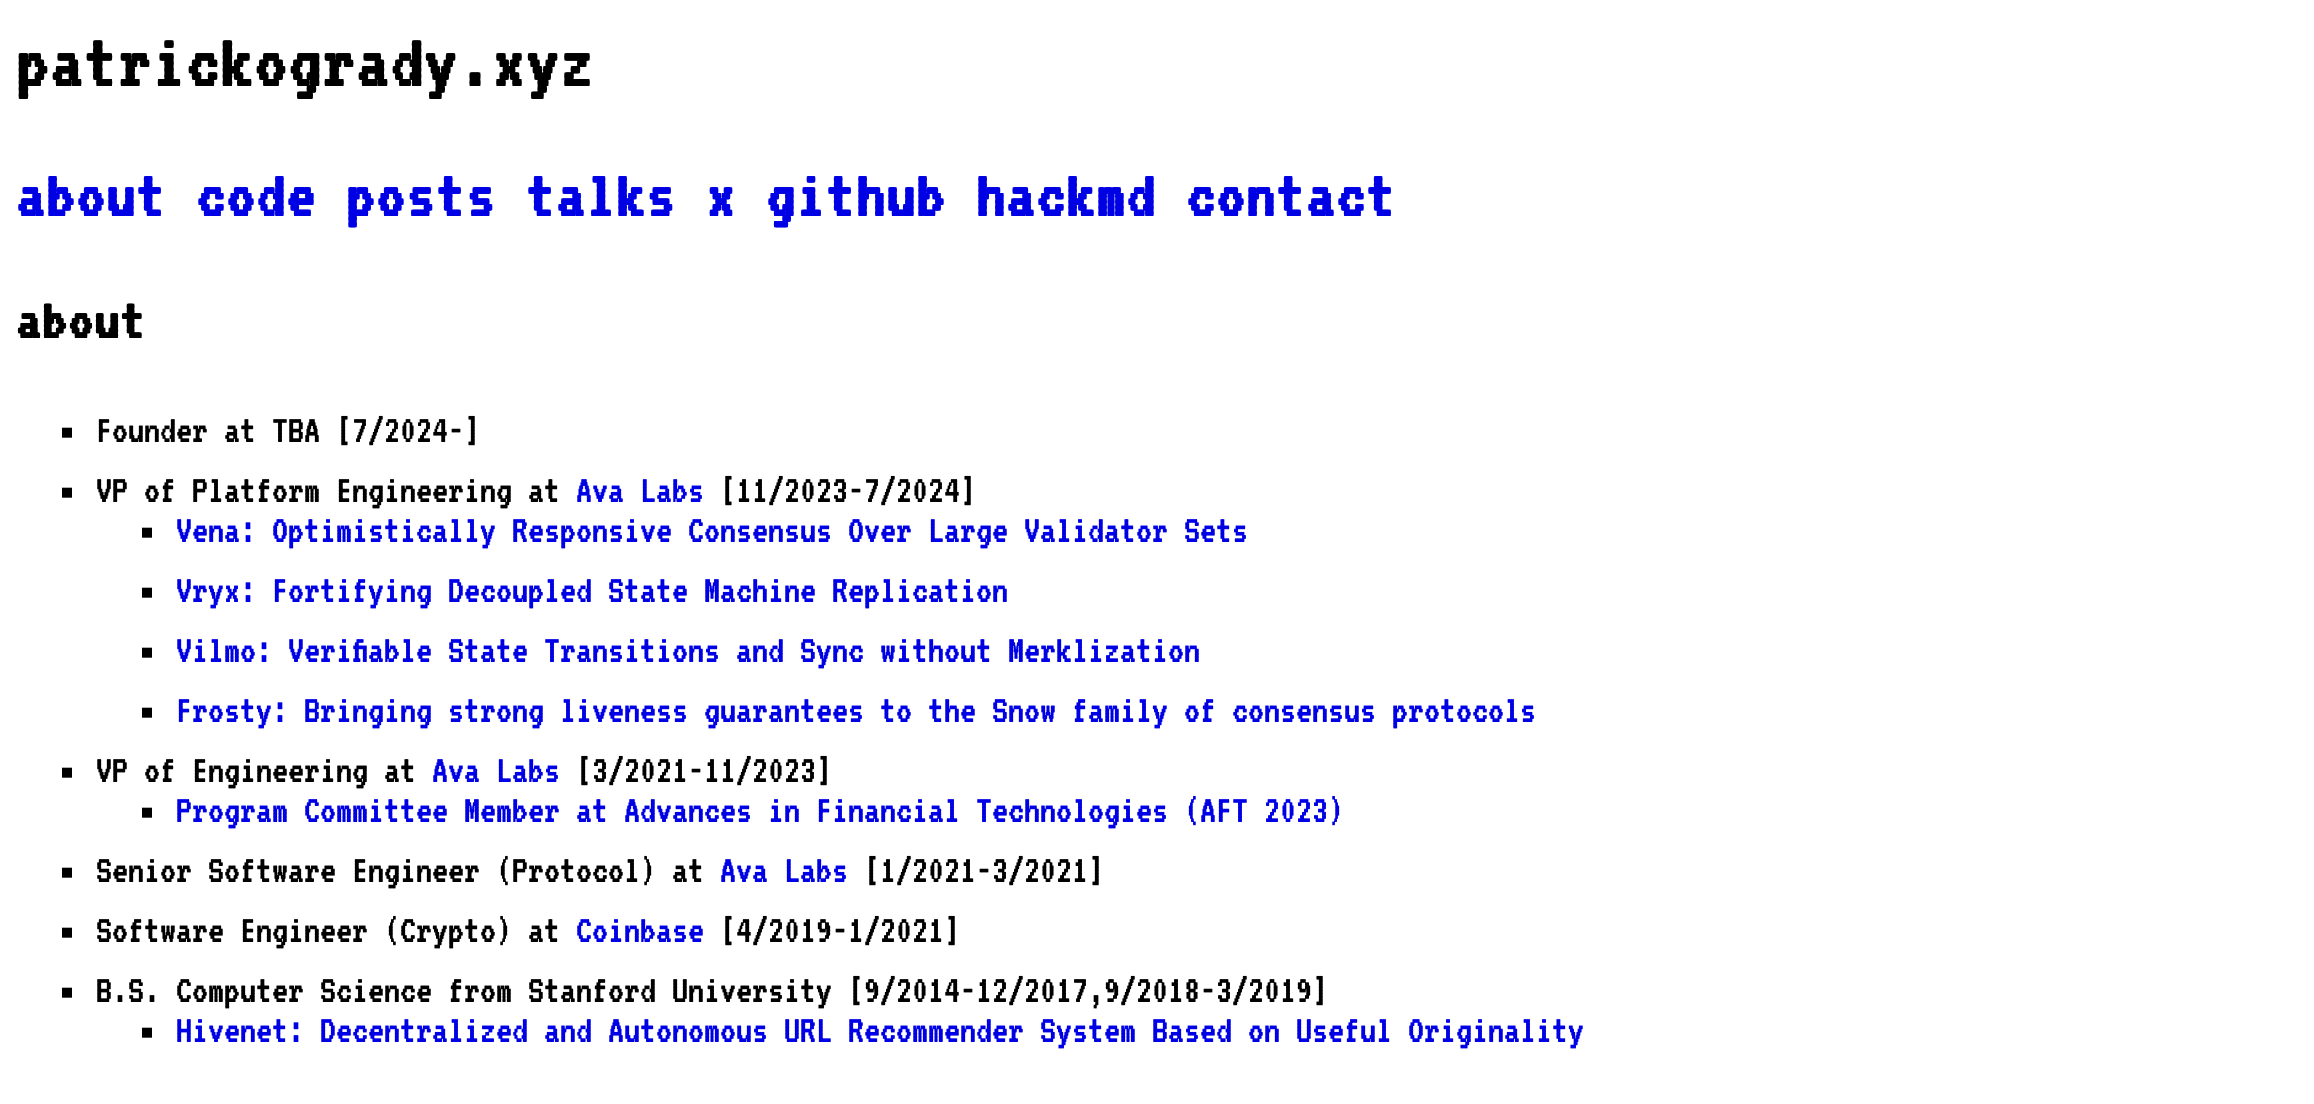 patrickogrady.xyz
about code posts talks x github hackmd contact
about
▪ Founder at TBA [7/2024-]
▪ VP of Platform Engineering at Ava Labs [11/2023-7/2024]
▪ Vena: Optimistically Responsive Consensus Over Large Validator Sets
▪ Vryx: Fortifying Decoupled State Machine Replication
▪ Vilmo: Verifiable State Transitions and Sync without Merklization
▪ Frosty: Bringing strong liveness guarantees to the Snow family of consensus protocols
▪ VP of Engineering at Ava Labs [3/2021-11/2023]
▪ Program Committee Member at Advances in Financial Technologies (AFT 2023)
▪ Senior Software Engineer (Protocol) at Ava Labs [1/2021-3/2021]
▪ Software Engineer (Crypto) at Coinbase [4/2019-1/2021]
▪ B.S. Computer Science from Stanford University [9/2014-12/2017,9/2018-3/2019]
▪ Hivenet: Decentralized and Autonomous URL Recommender System Based on Useful Originality